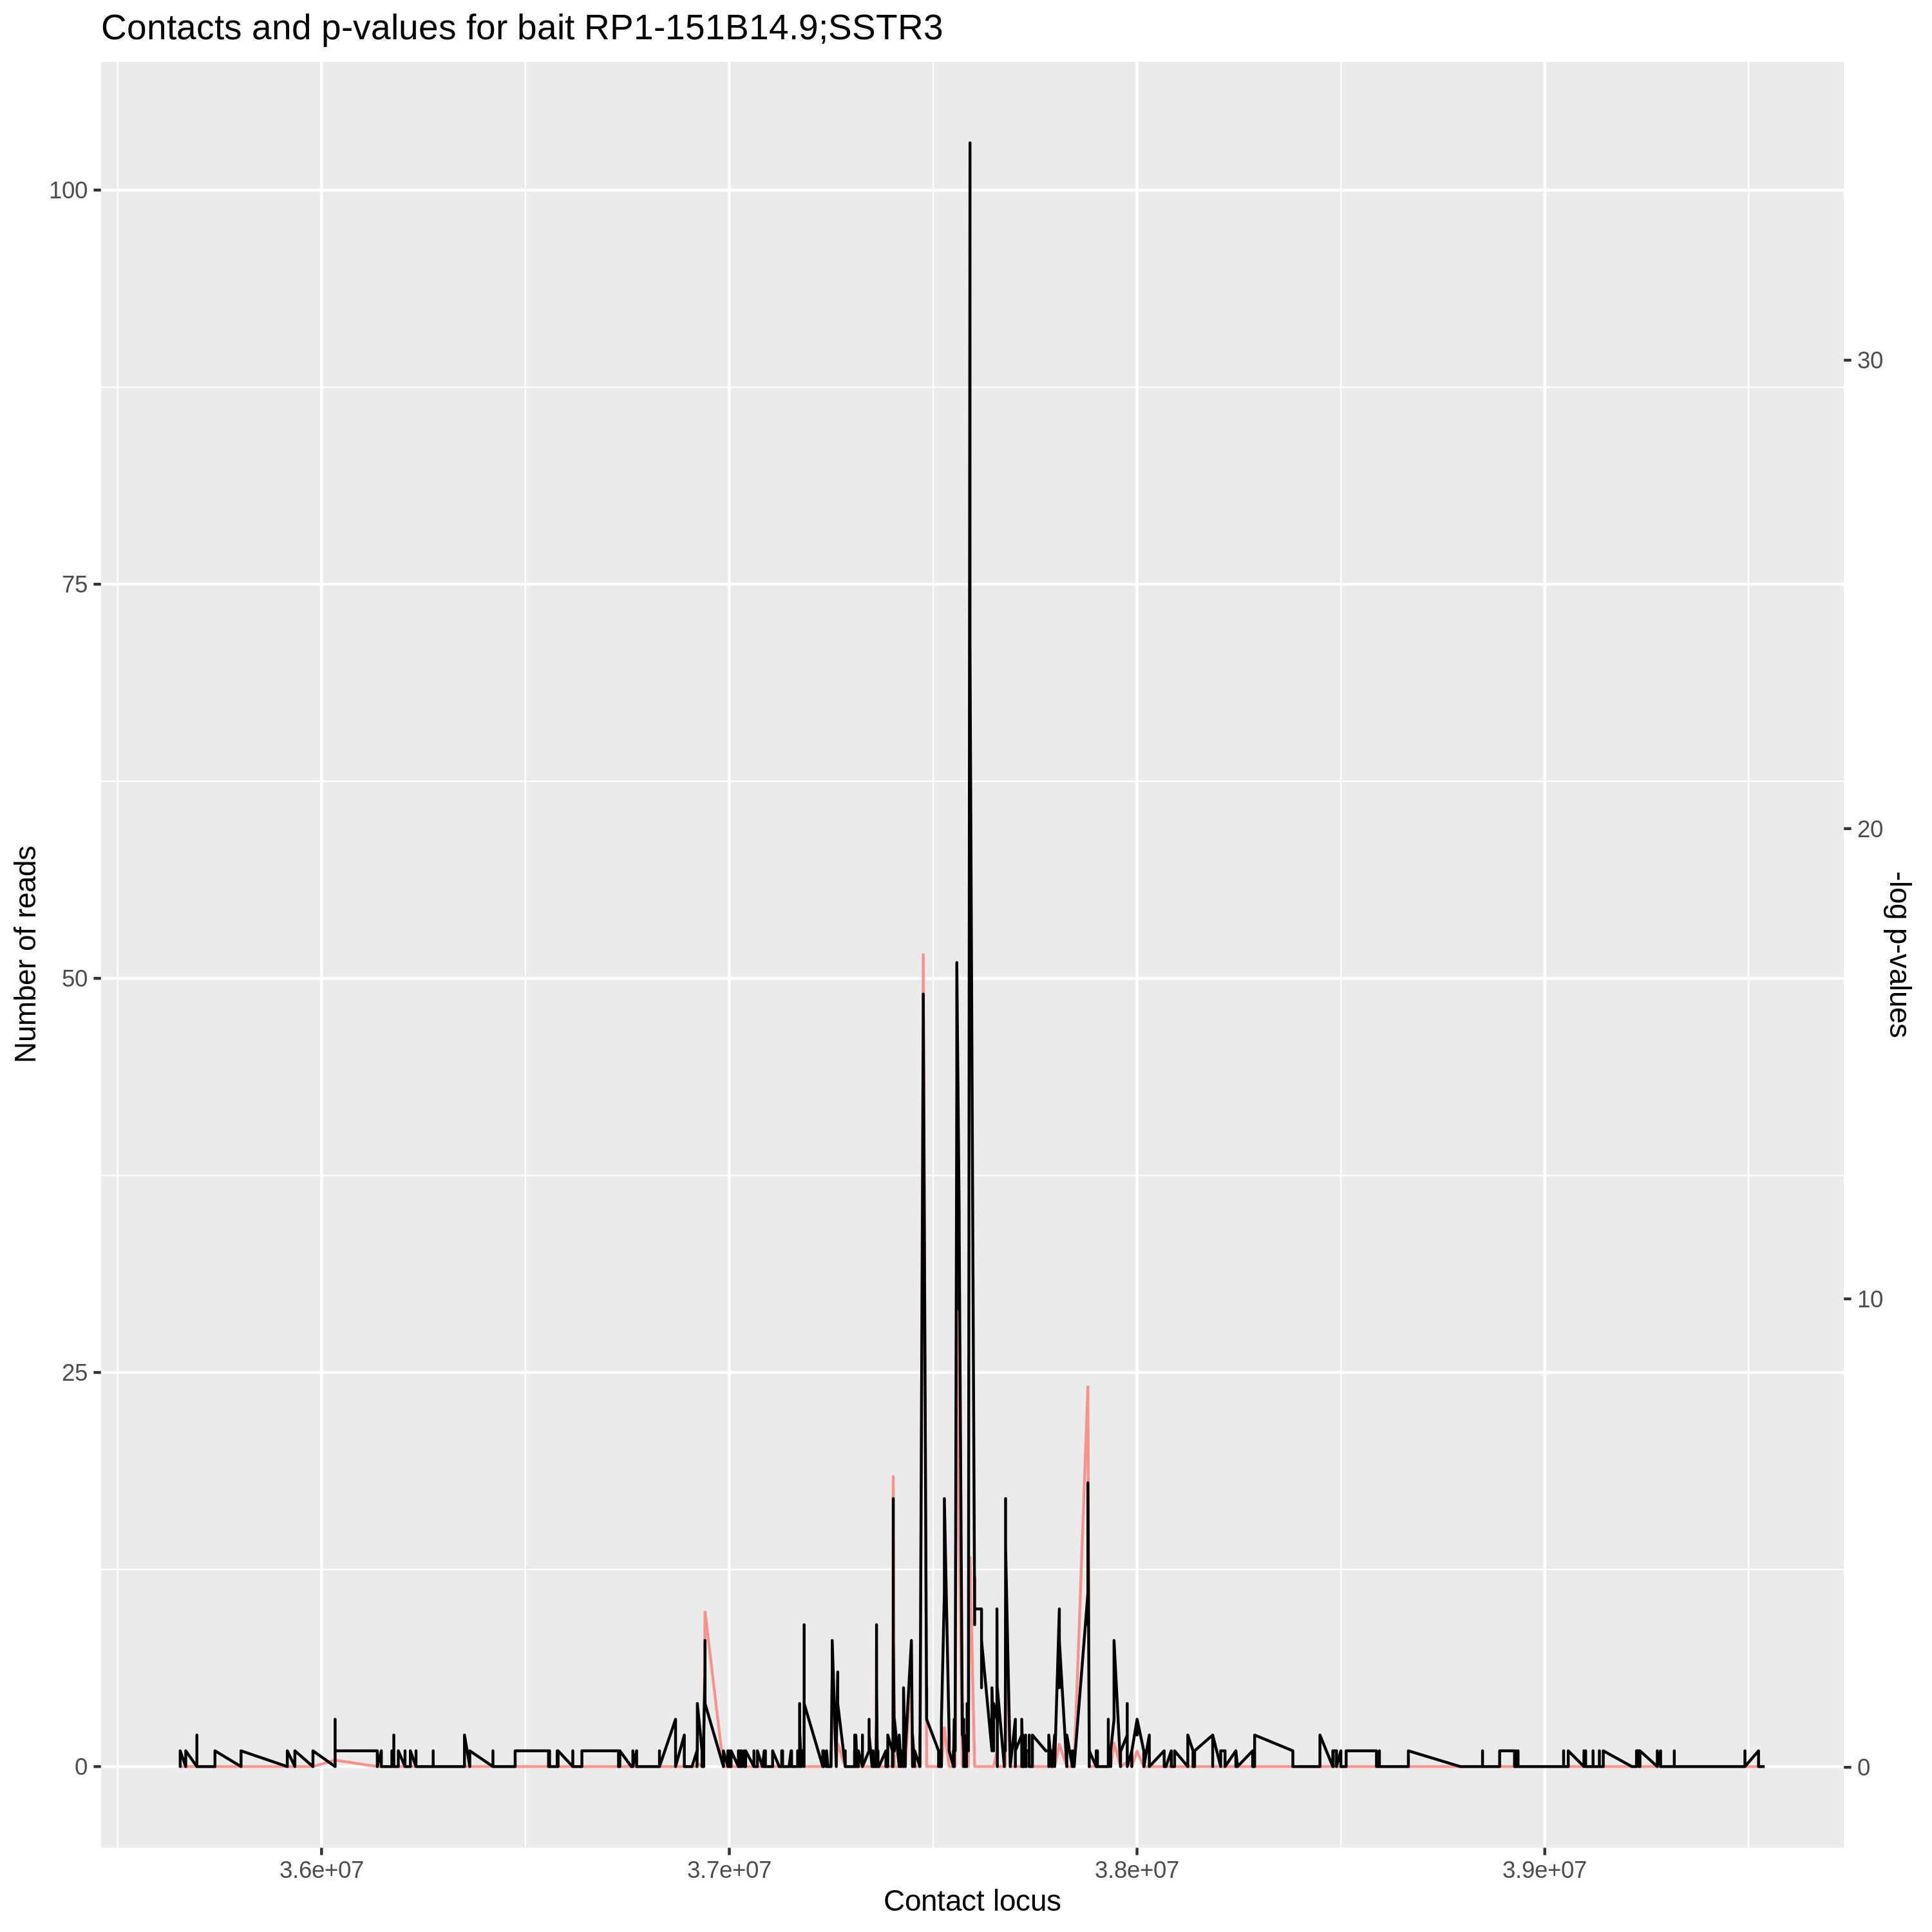 Contacts and p-values for bait RP1-151B14.9;SSTR3
100
75
50
25
0
Number of reads
30
20
10
0
-log p-values
3.6e+07
3.7e+07
3.8e+07
3.9e+07
Contact locus